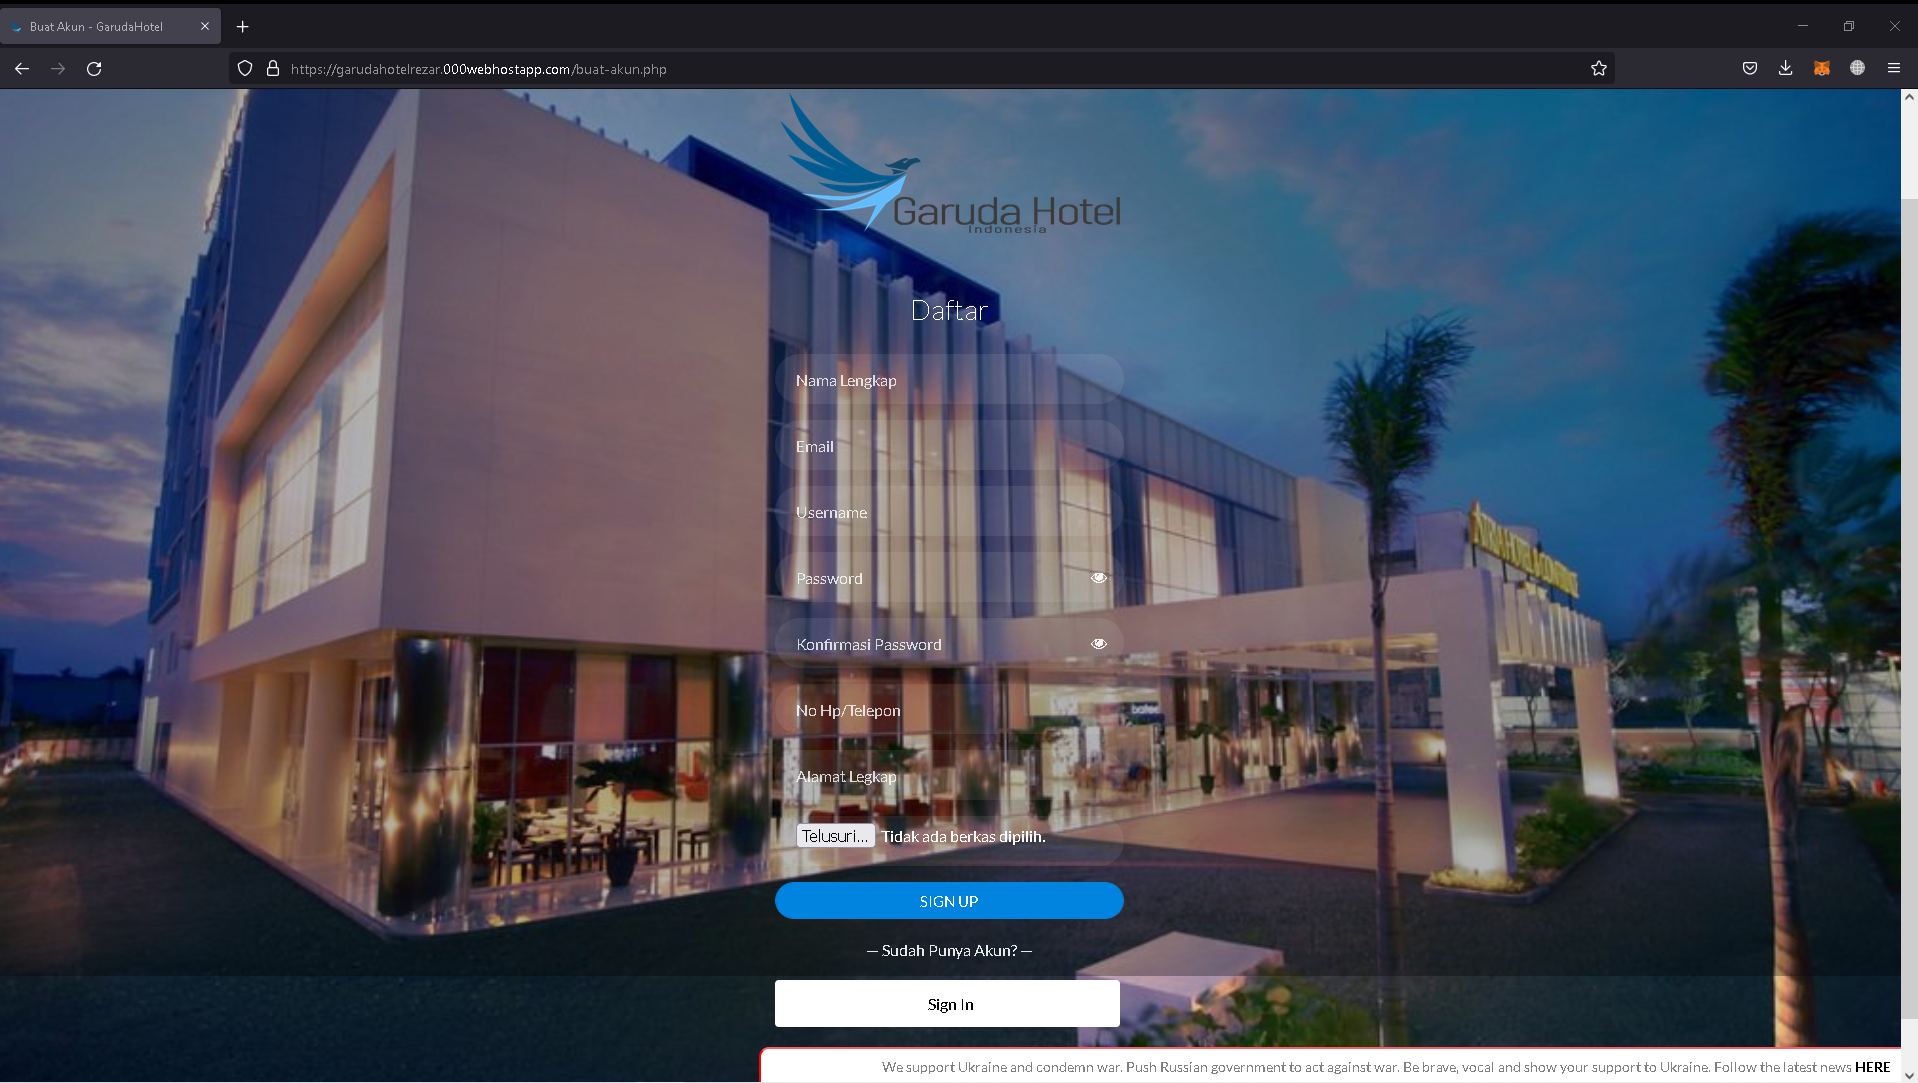 Buat Akun - GarudaHotel
https://garudahotelrezar.000webhostapp.com/buat-akun.php
Garuda Hotel
Indonesia
Daftar
Nama Lengkap
Email
Username
Password
Konfirmasi Password
No Hp/Telepon
Alamat Legkap
Telusuri... Tidak ada berkas dipilih.
SIGN UP
— Sudah Punya Akun? —
Sign In
We support Ukraine and condemn war. Push Russian government to act against war. Be brave, vocal and show your support to Ukraine. Follow the latest news HERE